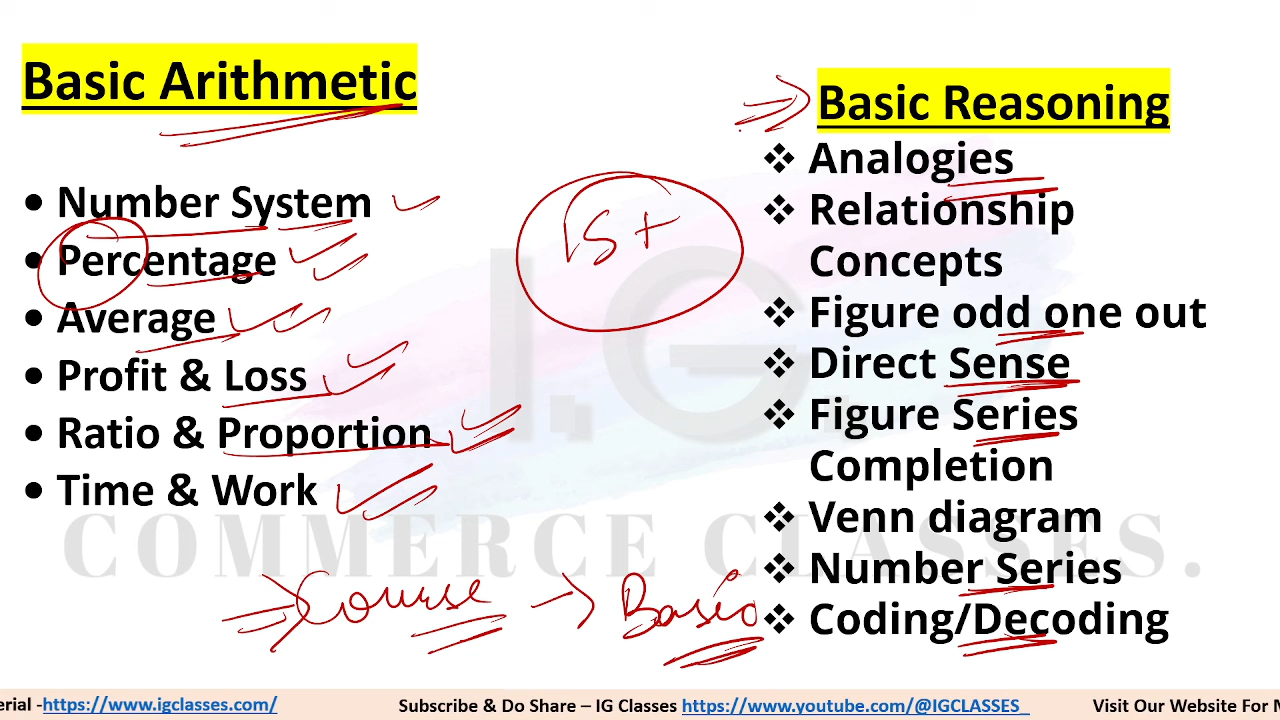 Basic Arithmetic
• Number System
• Percentage
• Average
• Profit & Loss
• Ratio & Proportion
• Time & Work
15+
Course → Basic
Basic Reasoning
❖ Analogies
❖ Relationship
Concepts
❖ Figure odd one out
❖ Direct Sense
❖ Figure Series
Completion
❖ Venn diagram
❖ Number Series
❖ Coding/Decoding
I.G
COMMERCE CLASSES.
erial -https://www.igclasses.com/ Subscribe & Do Share – IG Classes https://www.youtube.com/@IGCLASSES_ Visit Our Website For M